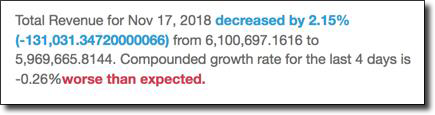 Total Revenue for Nov 17, 2018 decreased by 2.15%
(-131,031.34720000066) from 6,100,697.1616 to
5,969,665.8144. Compounded growth rate for the last 4 days is
-0.26%worse than expected.